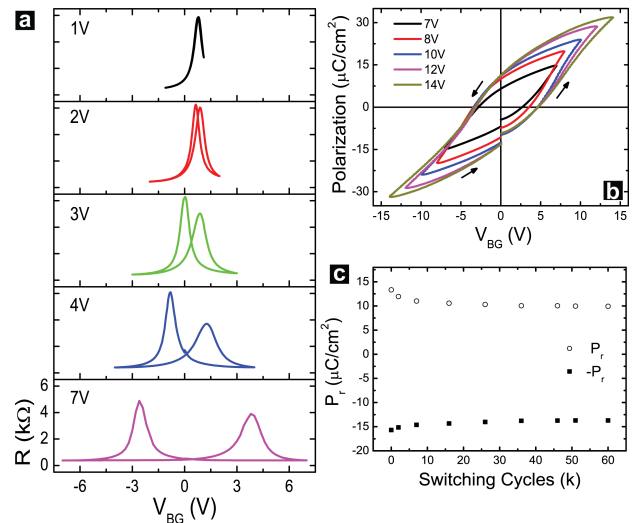 a
1V
2V
3V
4V
7V
6
4
2
0
R (kΩ)
-6 -3 0 3 6
V_BG (V)
7V
8V
10V
12V
14V
30
15
0
-15
-30
Polarization (μC/cm²)
b
-15 -10 -5 0 5 10 15
V_BG (V)
c
15
10
5
0
-5
-10
-15
-20
P_r (μC/cm²)
P_r
-P_r
0 10 20 30 40 50 60
Switching Cycles (k)